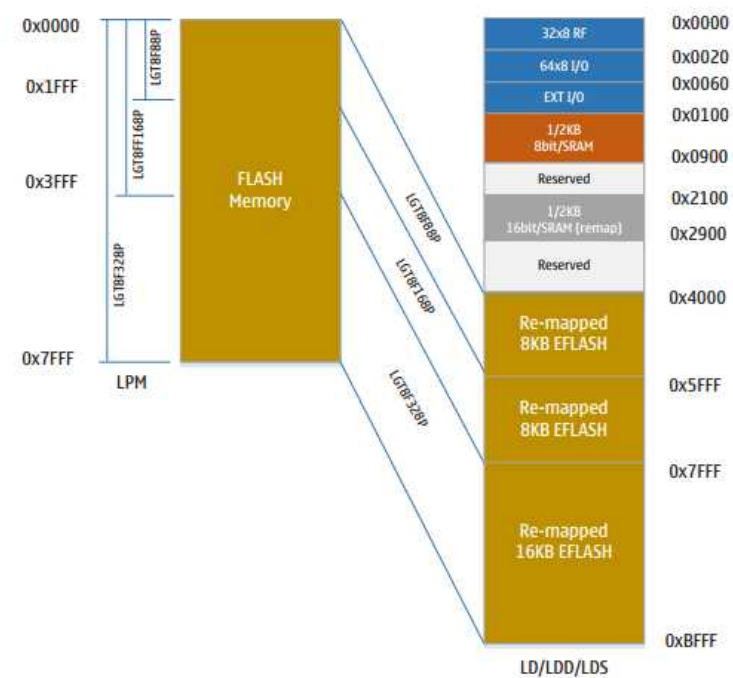 0x0000
0x1FFF
0x3FFF
0x7FFF
LGT8F88P
LGT8FF168P
LGT8F328P
LPM
FLASH
Memory
LGT8F88P
LGT8F168P
LGT8F328P
32x8 RF
64x8 I/O
EXT I/O
1/2KB
8bit/SRAM
Reserved
1/2KB
16bit/SRAM (remap)
Reserved
Re-mapped
8KB EFLASH
Re-mapped
8KB EFLASH
Re-mapped
16KB EFLASH
0x0000
0x0020
0x0060
0x0100
0x0900
0x2100
0x2900
0x4000
0x5FFF
0x7FFF
0xBFFF
LD/LDD/LDS